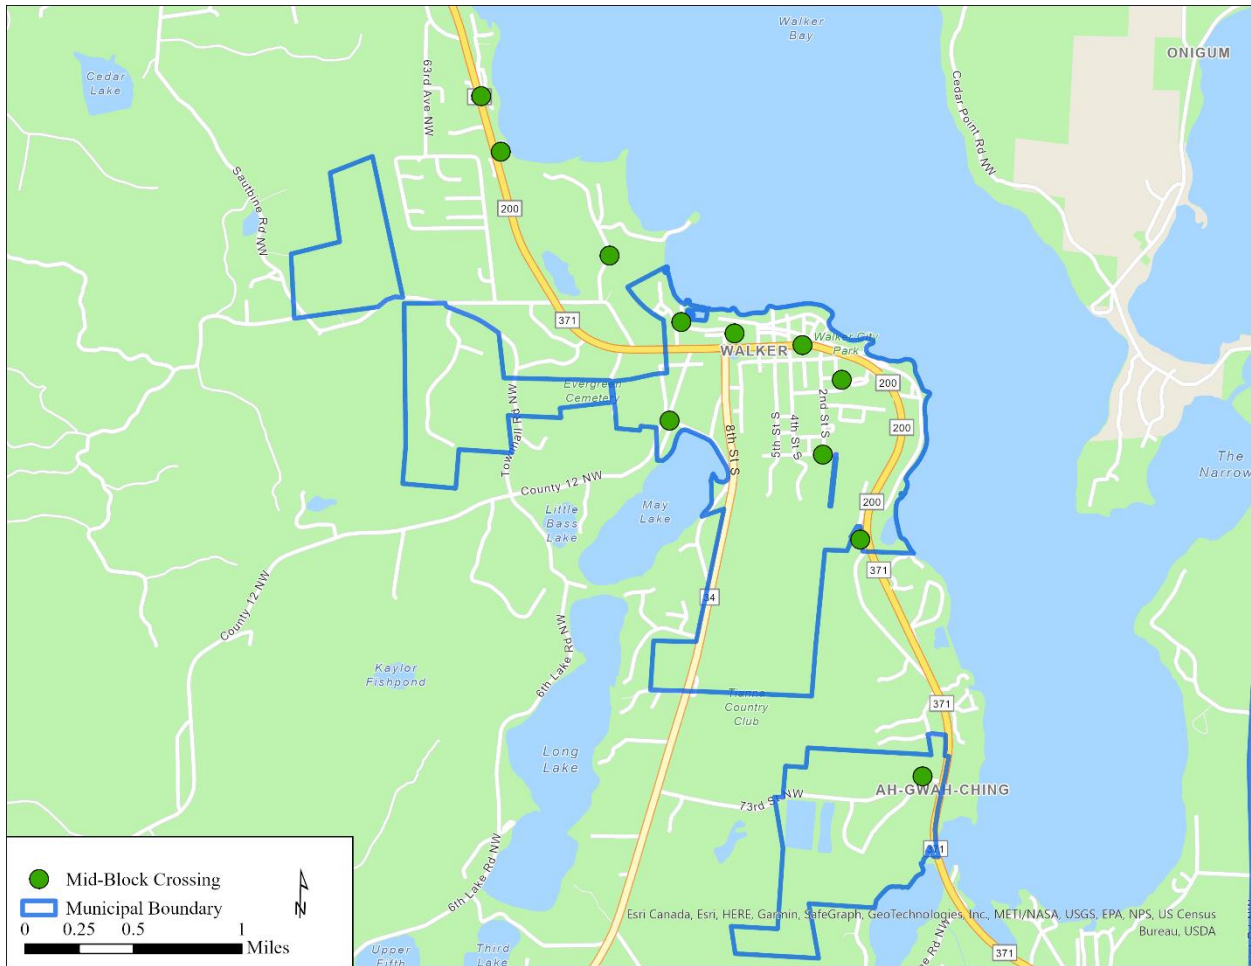 Walker
Bay
ONIGUM
Cedar
Lake
63rd Ave NW
Cedar Point Rd NW
Sautbine Rd NW
200
371
WALKER
Walker City
Park
Evergreen
Cemetery
200
2nd St S
4th St S
5th St S
8th St S
200
Townhall Rd NW
County 12 NW
The
Narrow
May
Lake
Little
Bass
Lake
200
371
34
County 12 NW
6th Lake Rd NW
Kaylor
Fishpond
Tianna
Country
Club
371
Long
Lake
AH-GWAH-CHING
73rd St NW
371
6th Lake Rd NW
Mid-Block Crossing
Municipal Boundary
N
0 0.25 0.5 1
Miles
Esri Canada, Esri, HERE, Garmin, SafeGraph, GeoTechnologies, Inc., METI/NASA, USGS, EPA, NPS, US Census
Bureau, USDA
e Rd NW
371
Upper
Fifth
Third
Lake